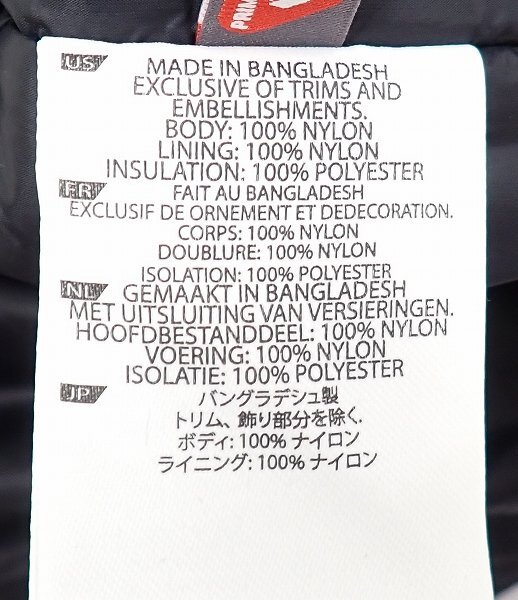 PRIM
US MADE IN BANGLADESH
EXCLUSIVE OF TRIMS AND
EMBELLISHMENTS.
BODY: 100% NYLON
LINING: 100% NYLON
INSULATION: 100% POLYESTER
FR FAIT AU BANGLADESH
EXCLUSIF DE ORNEMENT ET DEDECORATION.
CORPS: 100% NYLON
DOUBLURE: 100% NYLON
ISOLATION: 100% POLYESTER
NL GEMAAKT IN BANGLADESH
MET UITSLUITING VAN VERSIERINGEN.
HOOFDBESTANDDEEL: 100% NYLON
VOERING: 100% NYLON
ISOLATIE: 100% POLYESTER
JP バングラデシュ製
トリム、飾り部分を除く.
ボディ: 100% ナイロン
ライニング: 100% ナイロン